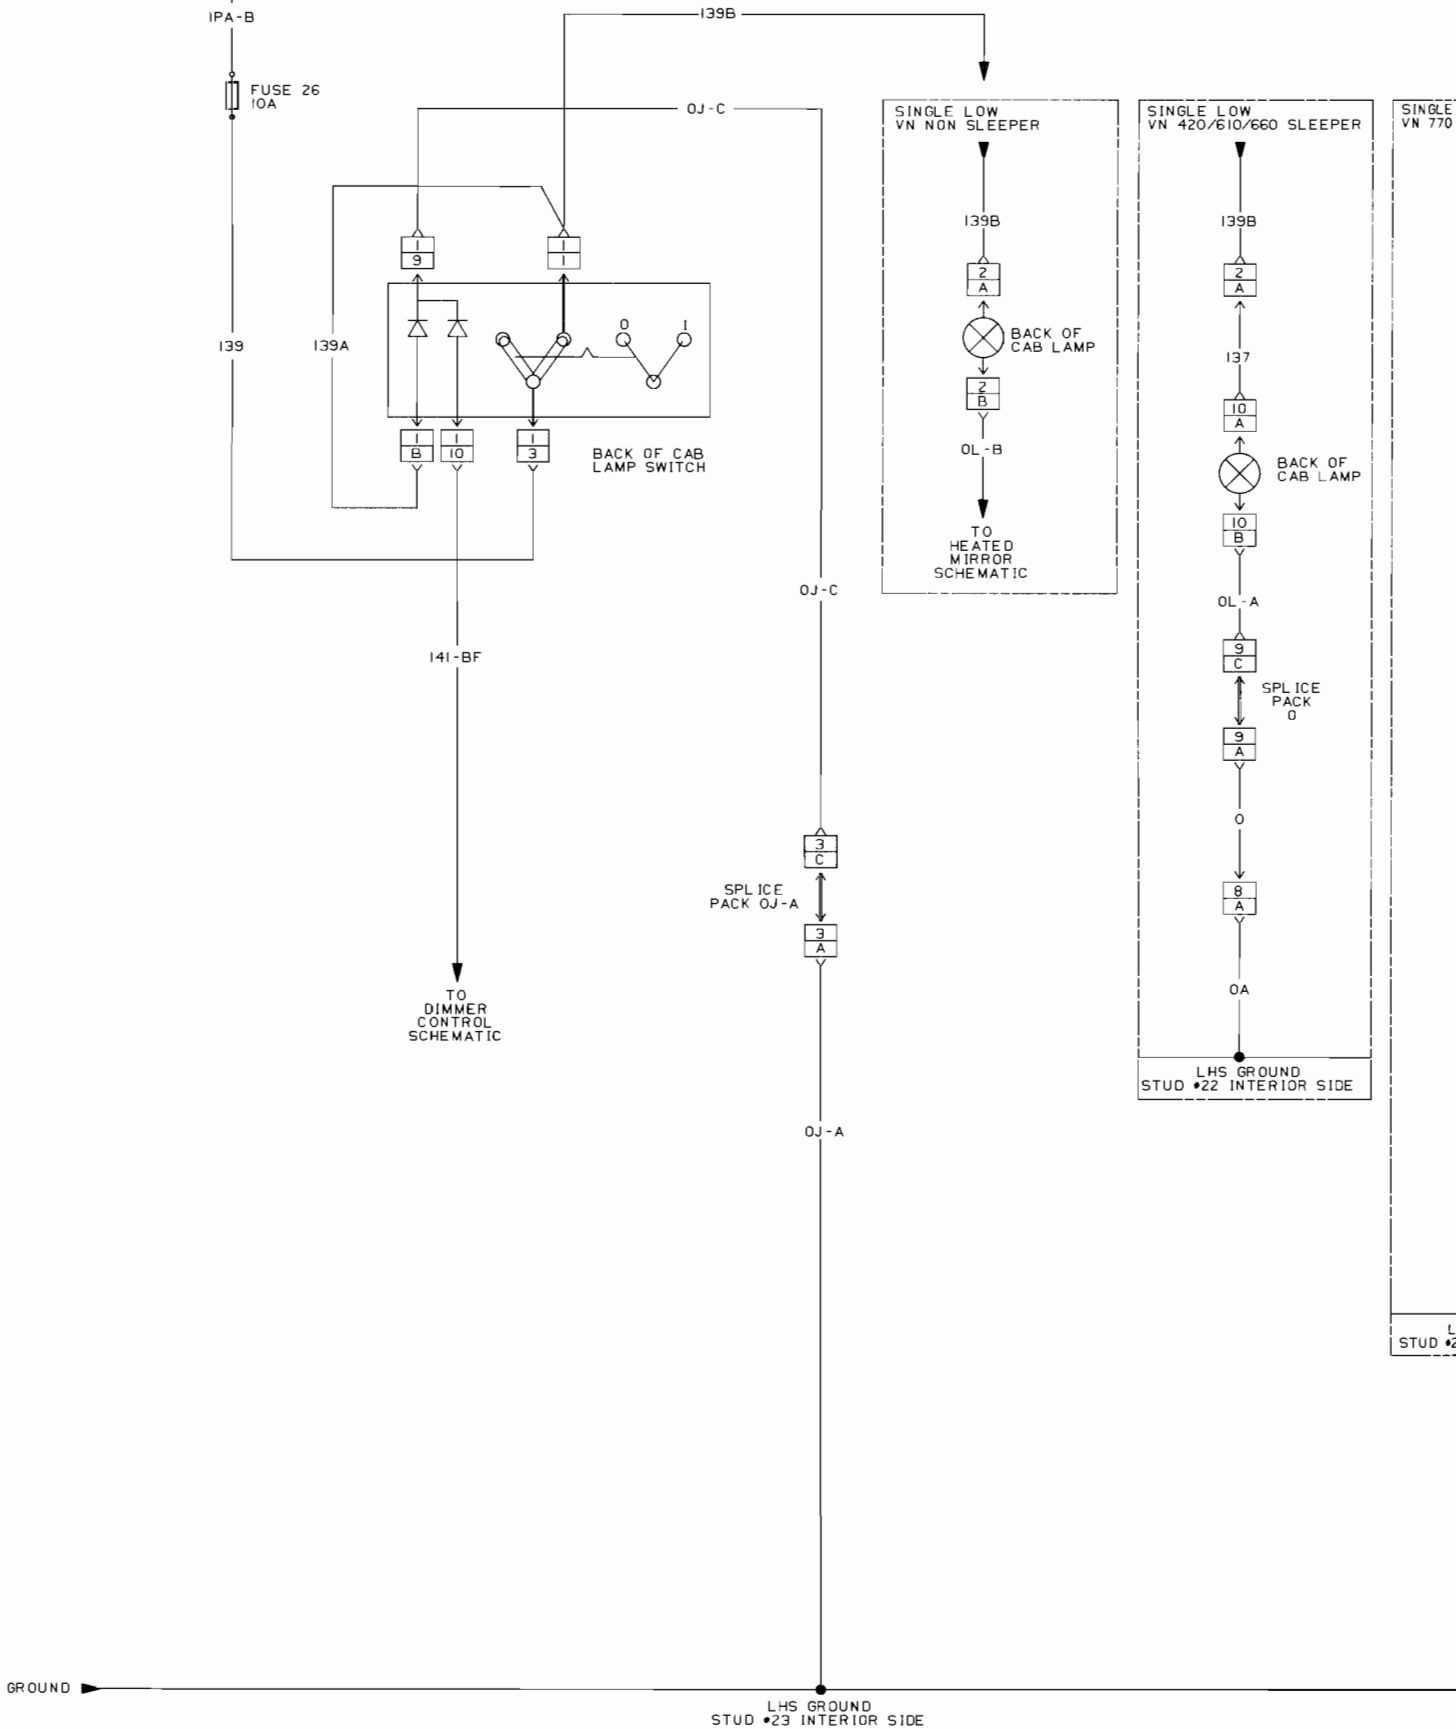 1PA-B
139B
FUSE 26
10A
OJ-C
SINGLE LOW
VN NON SLEEPER
SINGLE LOW
VN 420/610/660 SLEEPER
SINGLE
VN 770
139B
139B
1
9
1
1
2
A
2
A
O I
BACK OF
CAB LAMP
139
139A
137
2
B
10
A
1
B
1
10
1
3
BACK OF CAB
LAMP SWITCH
OL-B
BACK OF
CAB LAMP
10
B
TO
HEATED
MIRROR
SCHEMATIC
OJ-C
OL-A
141-BF
9
C
SPLICE
PACK
O
9
A
O
3
C
SPLICE
PACK OJ-A
3
A
8
A
OA
TO
DIMMER
CONTROL
SCHEMATIC
LHS GROUND
STUD #22 INTERIOR SIDE
OJ-A
L
STUD #2
GROUND
LHS GROUND
STUD #23 INTERIOR SIDE